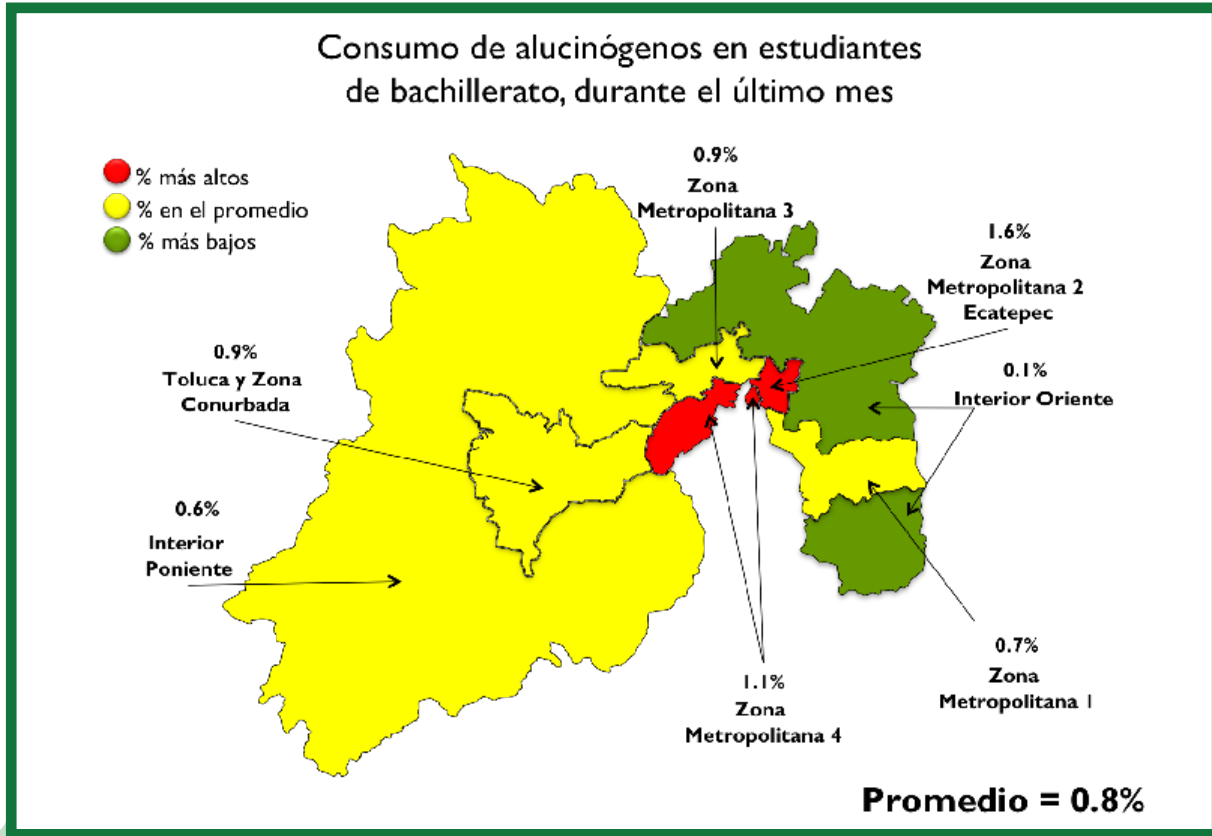 Consumo de alucinógenos en estudiantes
de bachillerato, durante el último mes
% más altos
% en el promedio
% más bajos
0.9%
Zona
Metropolitana 3
1.6%
Zona
Metropolitana 2
Ecatepec
0.9%
Toluca y Zona
Conurbada
0.1%
Interior Oriente
0.6%
Interior
Poniente
0.7%
Zona
Metropolitana 1
1.1%
Zona
Metropolitana 4
Promedio = 0.8%